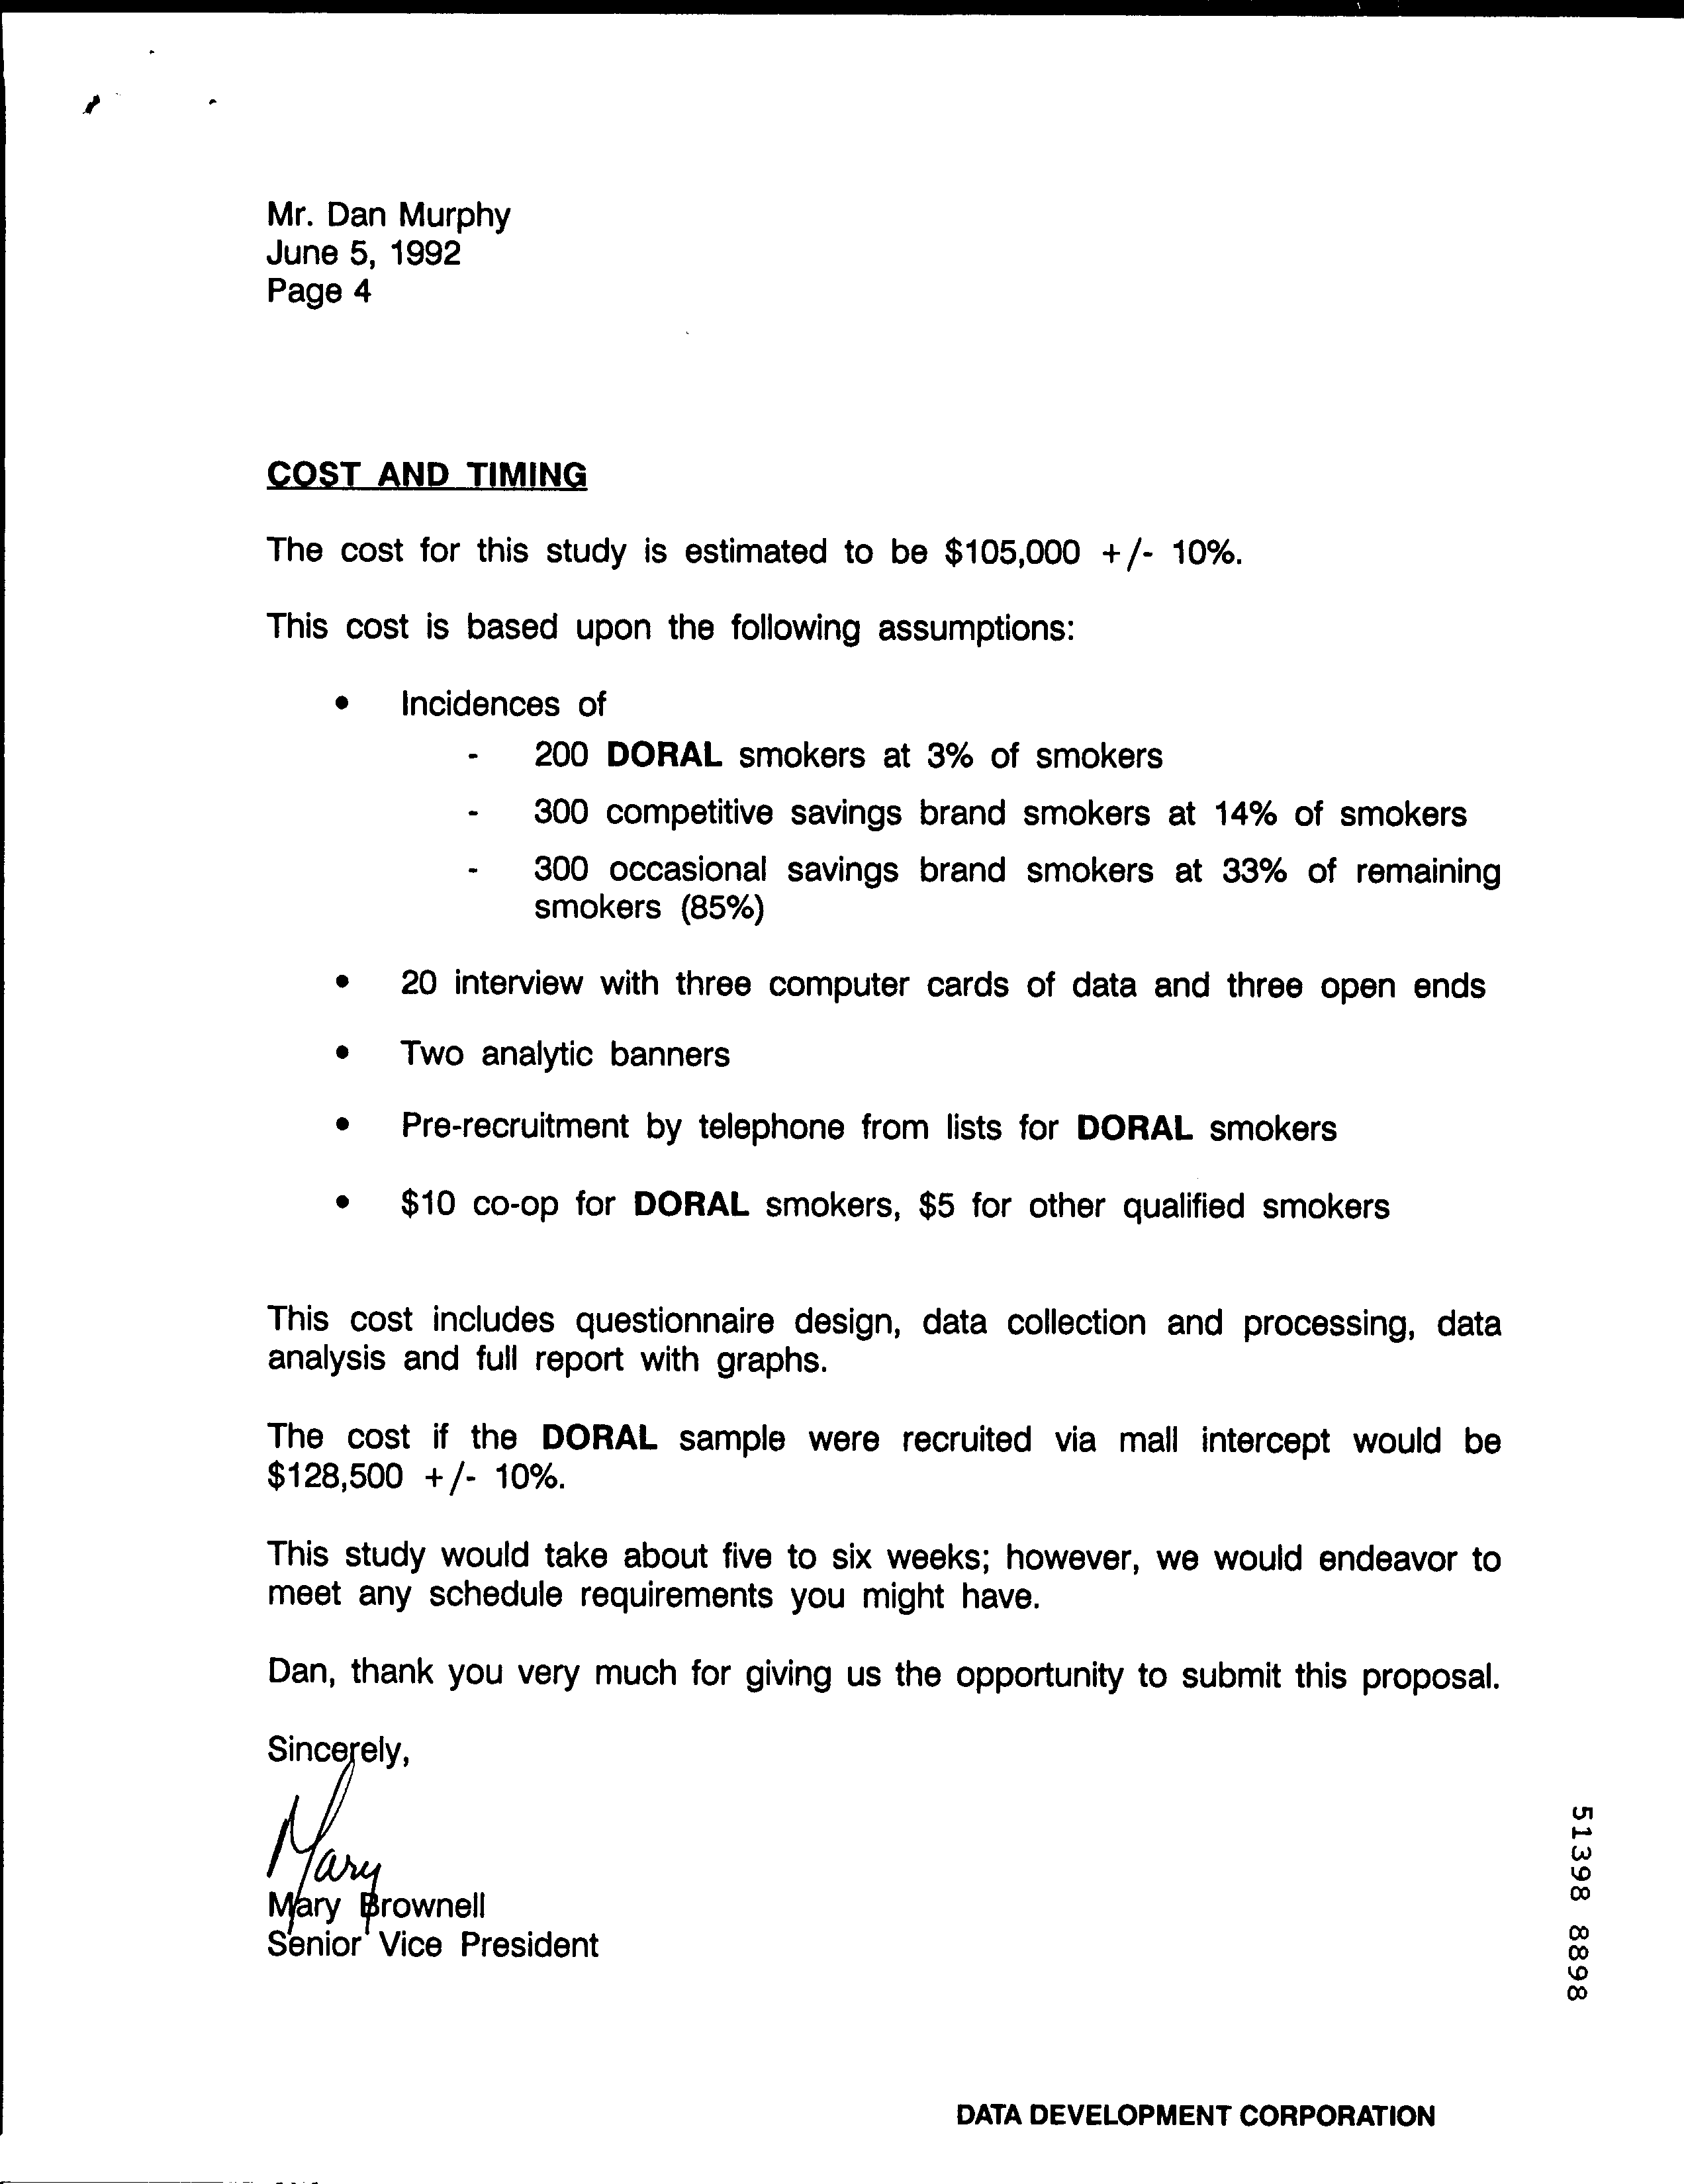 Mr. Dan Murphy
June 5, 1992
Page 4
COST AND TIMING
The cost for this study is estimated to be $105,000 +/- 10%.
This cost is based upon the following assumptions:
• Incidences of
- 200 DORAL smokers at 3% of smokers
- 300 competitive savings brand smokers at 14% of smokers
- 300 occasional savings brand smokers at 33% of remaining
smokers (85%)
• 20 interview with three computer cards of data and three open ends
• Two analytic banners
• Pre-recruitment by telephone from lists for DORAL smokers
• $10 co-op for DORAL smokers, $5 for other qualified smokers
This cost includes questionnaire design, data collection and processing, data
analysis and full report with graphs.
The cost if the DORAL sample were recruited via mall intercept would be
$128,500 +/- 10%.
This study would take about five to six weeks; however, we would endeavor to
meet any schedule requirements you might have.
Dan, thank you very much for giving us the opportunity to submit this proposal.
Sincerely,
Mary
Mary Brownell
Senior Vice President
51398 8898
DATA DEVELOPMENT CORPORATION